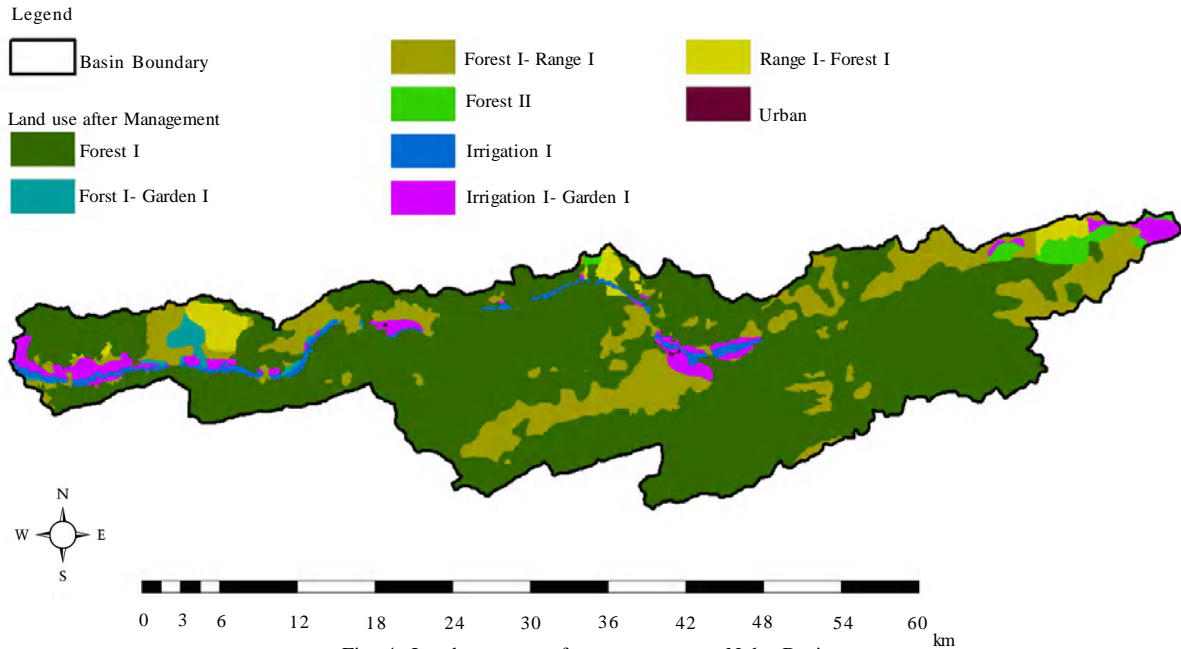 Legend
Basin Boundary
Land use after Management
Forest I
Forst I- Garden I
Forest I- Range I
Forest II
Irrigation I
Irrigation I- Garden I
Range I- Forest I
Urban
N
W E
S
0 3 6 12 18 24 30 36 42 48 54 60
km